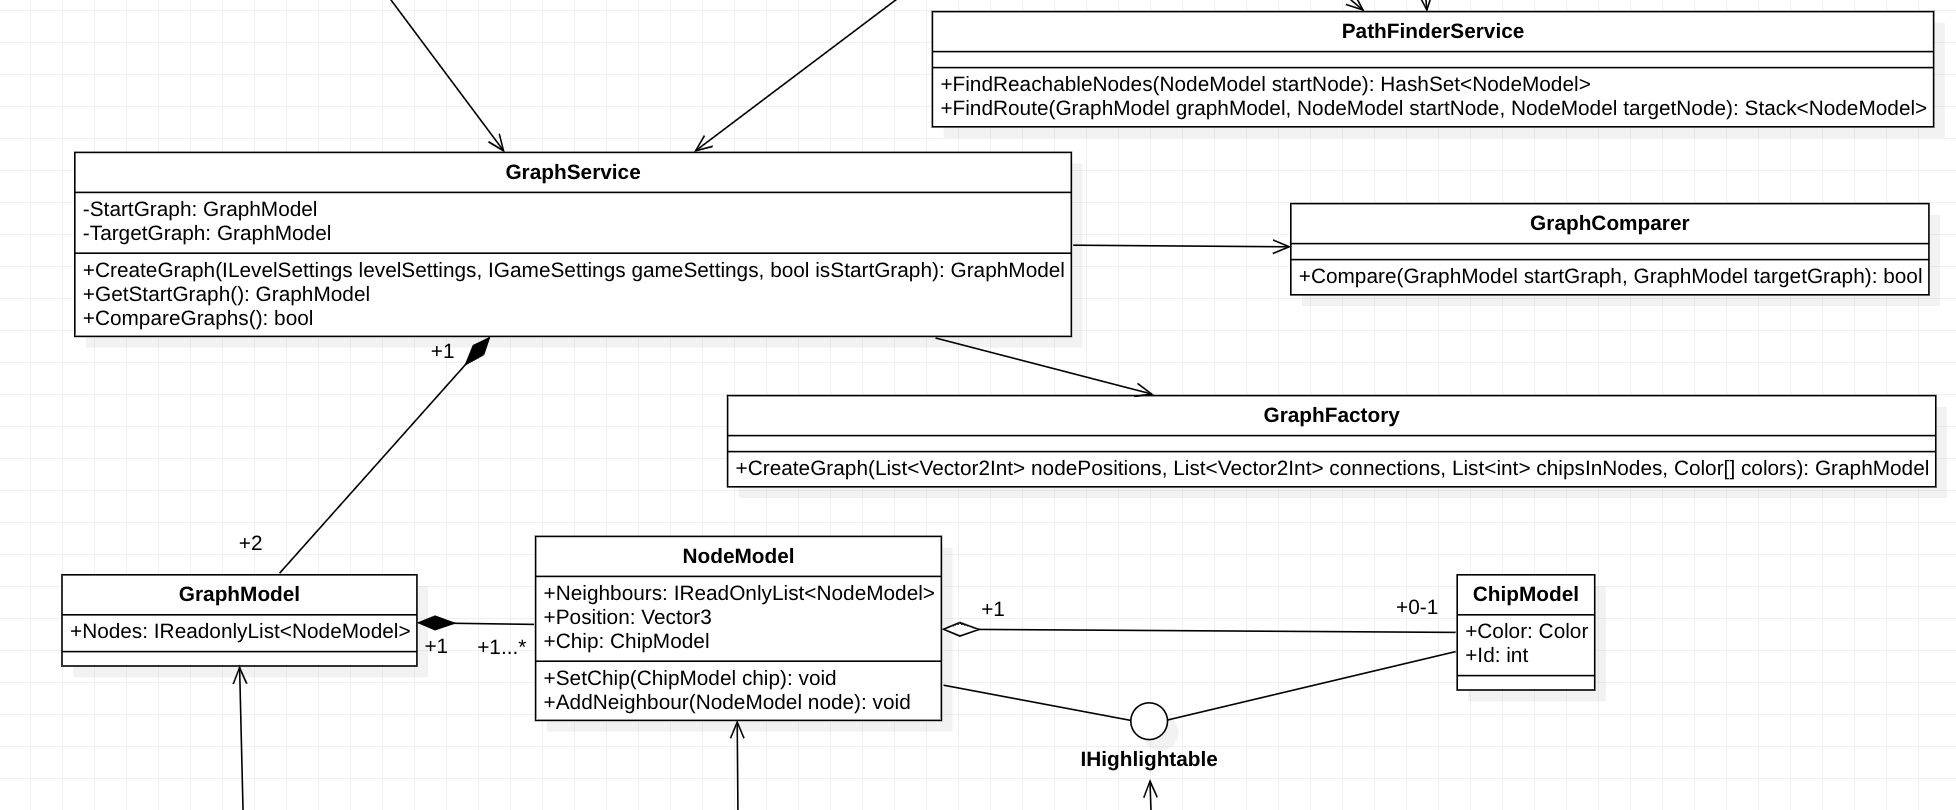 PathFinderService
+FindReachableNodes(NodeModel startNode): HashSet<NodeModel>
+FindRoute(GraphModel graphModel, NodeModel startNode, NodeModel targetNode): Stack<NodeModel>
GraphService
-StartGraph: GraphModel
-TargetGraph: GraphModel
+CreateGraph(ILevelSettings levelSettings, IGameSettings gameSettings, bool isStartGraph): GraphModel
+GetStartGraph(): GraphModel
+CompareGraphs(): bool
GraphComparer
+Compare(GraphModel startGraph, GraphModel targetGraph): bool
+1
GraphFactory
+CreateGraph(List<Vector2Int> nodePositions, List<Vector2Int> connections, List<int> chipsInNodes, Color[] colors): GraphModel
+2
GraphModel
+Nodes: IReadonlyList<NodeModel>
+1
+1...*
NodeModel
+Neighbours: IReadOnlyList<NodeModel>
+Position: Vector3
+Chip: ChipModel
+SetChip(ChipModel chip): void
+AddNeighbour(NodeModel node): void
+1
+0-1
ChipModel
+Color: Color
+Id: int
IHighlightable